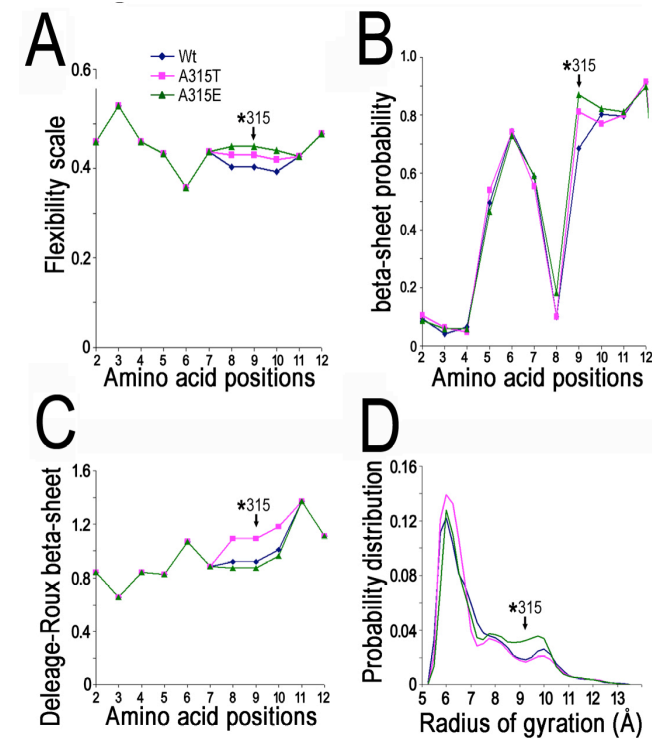 A
Wt
A315T
A315E
Flexibility scale
0.6
0.4
0.2
0
*315
2 3 4 5 6 7 8 9 10 11 12
Amino acid positions
B
beta-sheet probability
1.0
0.8
0.6
0.4
0.2
0
*315
2 3 4 5 6 7 8 9 10 11 12
Amino acid positions
C
Deleage-Roux beta-sheet
1.6
1.2
0.8
0.4
0
*315
2 3 4 5 6 7 8 9 10 11 12
Amino acid positions
D
Probability distribution
0.16
0.12
0.08
0.04
0
*315
5 6 7 8 9 10 11 12 13
Radius of gyration (Å)